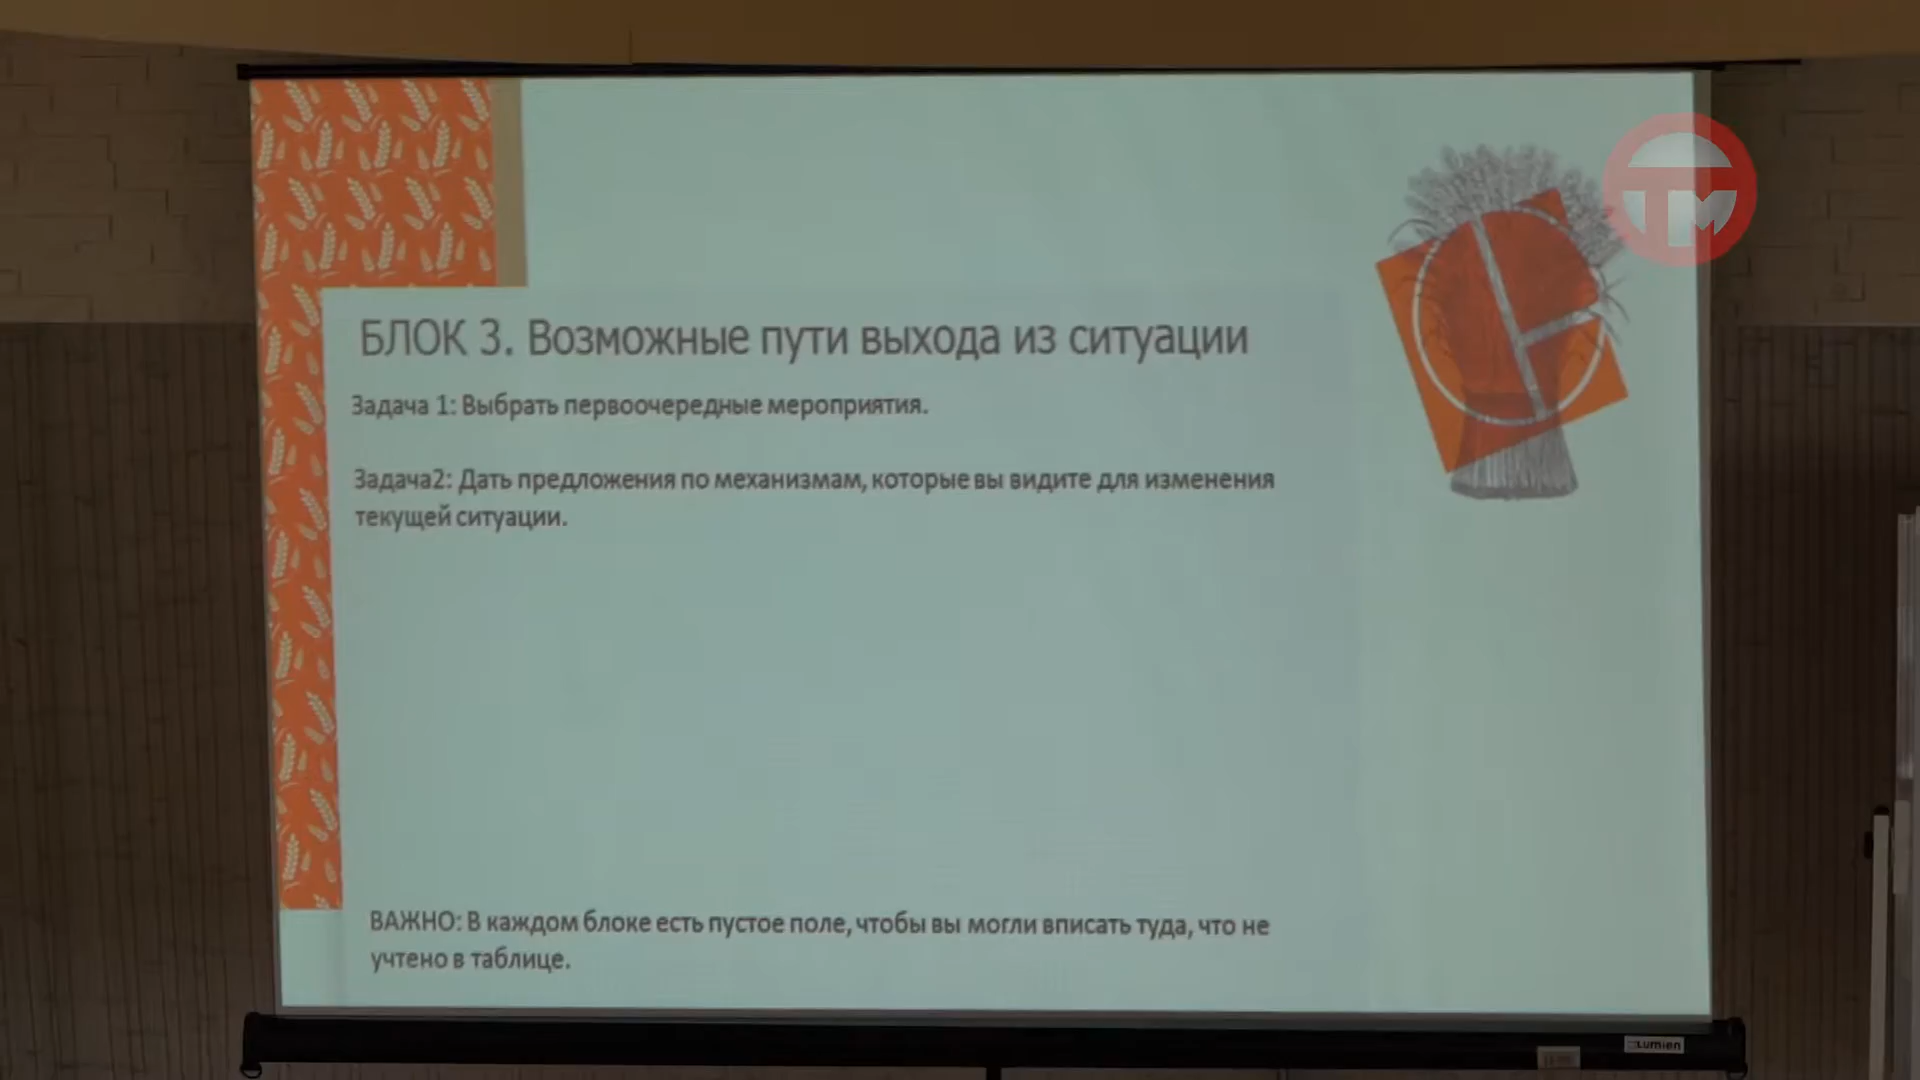 ТМ
БЛОК 3. Возможные пути выхода из ситуации
Задача 1: Выбрать первоочередные мероприятия.
Задача2: Дать предложения по механизмам, которые вы видите для изменения
текущей ситуации.
ВАЖНО: В каждом блоке есть пустое поле, чтобы вы могли вписать туда, что не
учтено в таблице.
Lumien